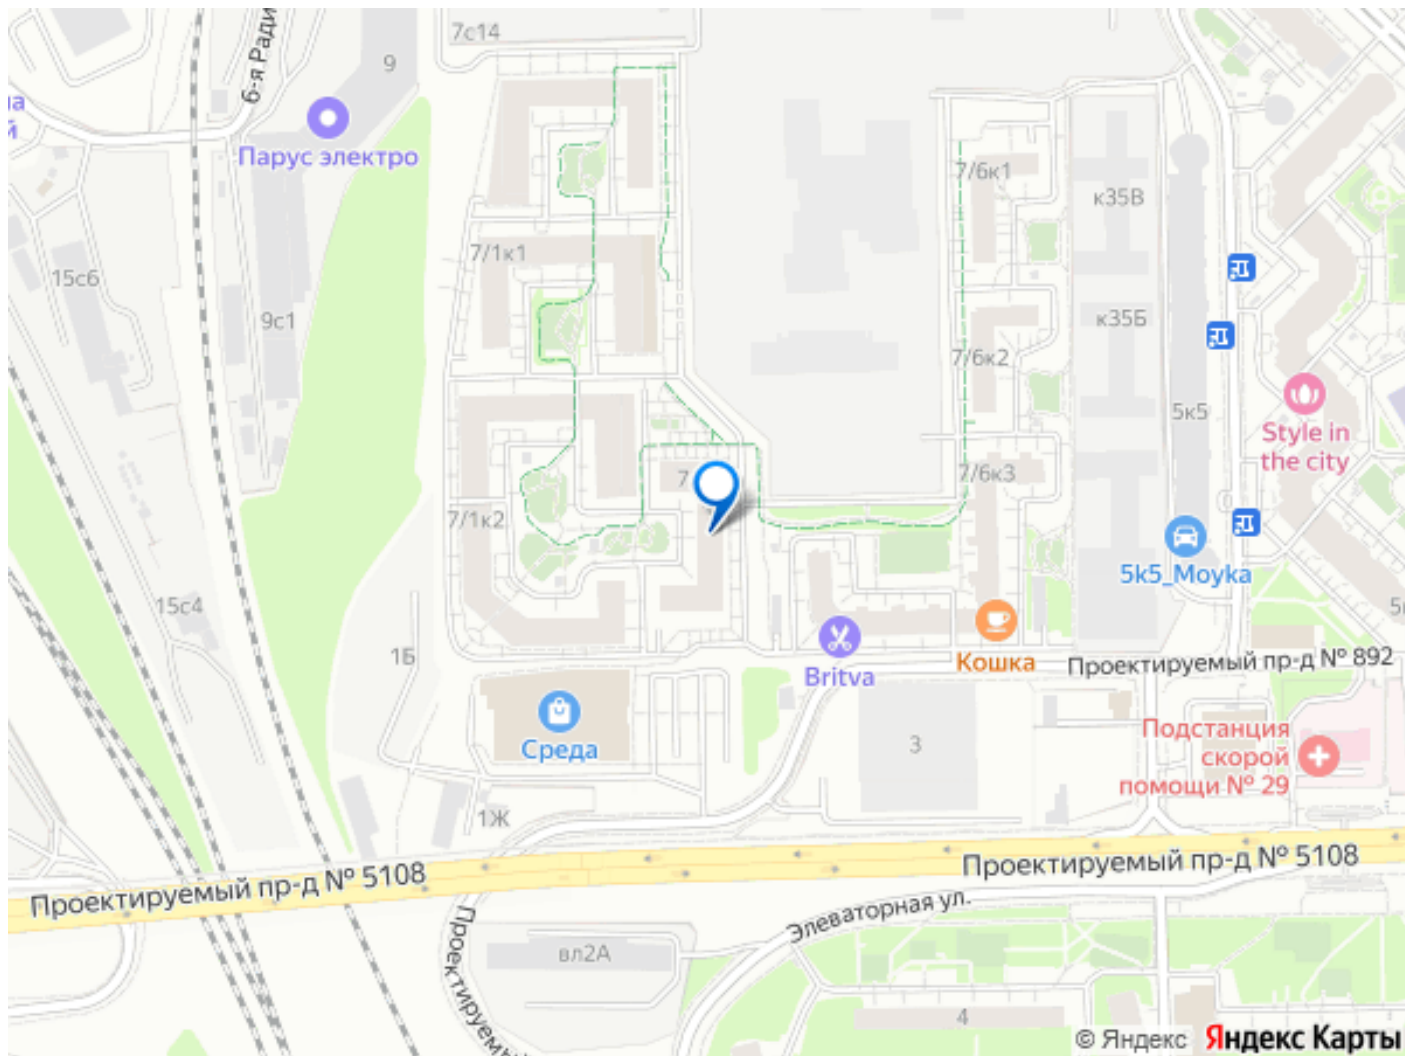 7с14
9
6-я Ради
Парус электро
7/6к1
к35В
7/1к1
15с6
9с1
к35Б
7/6к2
5к5
Style in
the city
7/6к3
7
7/1к2
5k5_Moyka
15с4
1Б
Britva
Кошка
Проектируемый пр-д № 892
Среда
3
Подстанция
скорой
помощи № 29
1Ж
Проектируемый пр-д № 5108
Проектируемый пр-д № 5108
Элеваторная ул.
Проектируемый
вл2А
4
© Яндекс Яндекс Карты